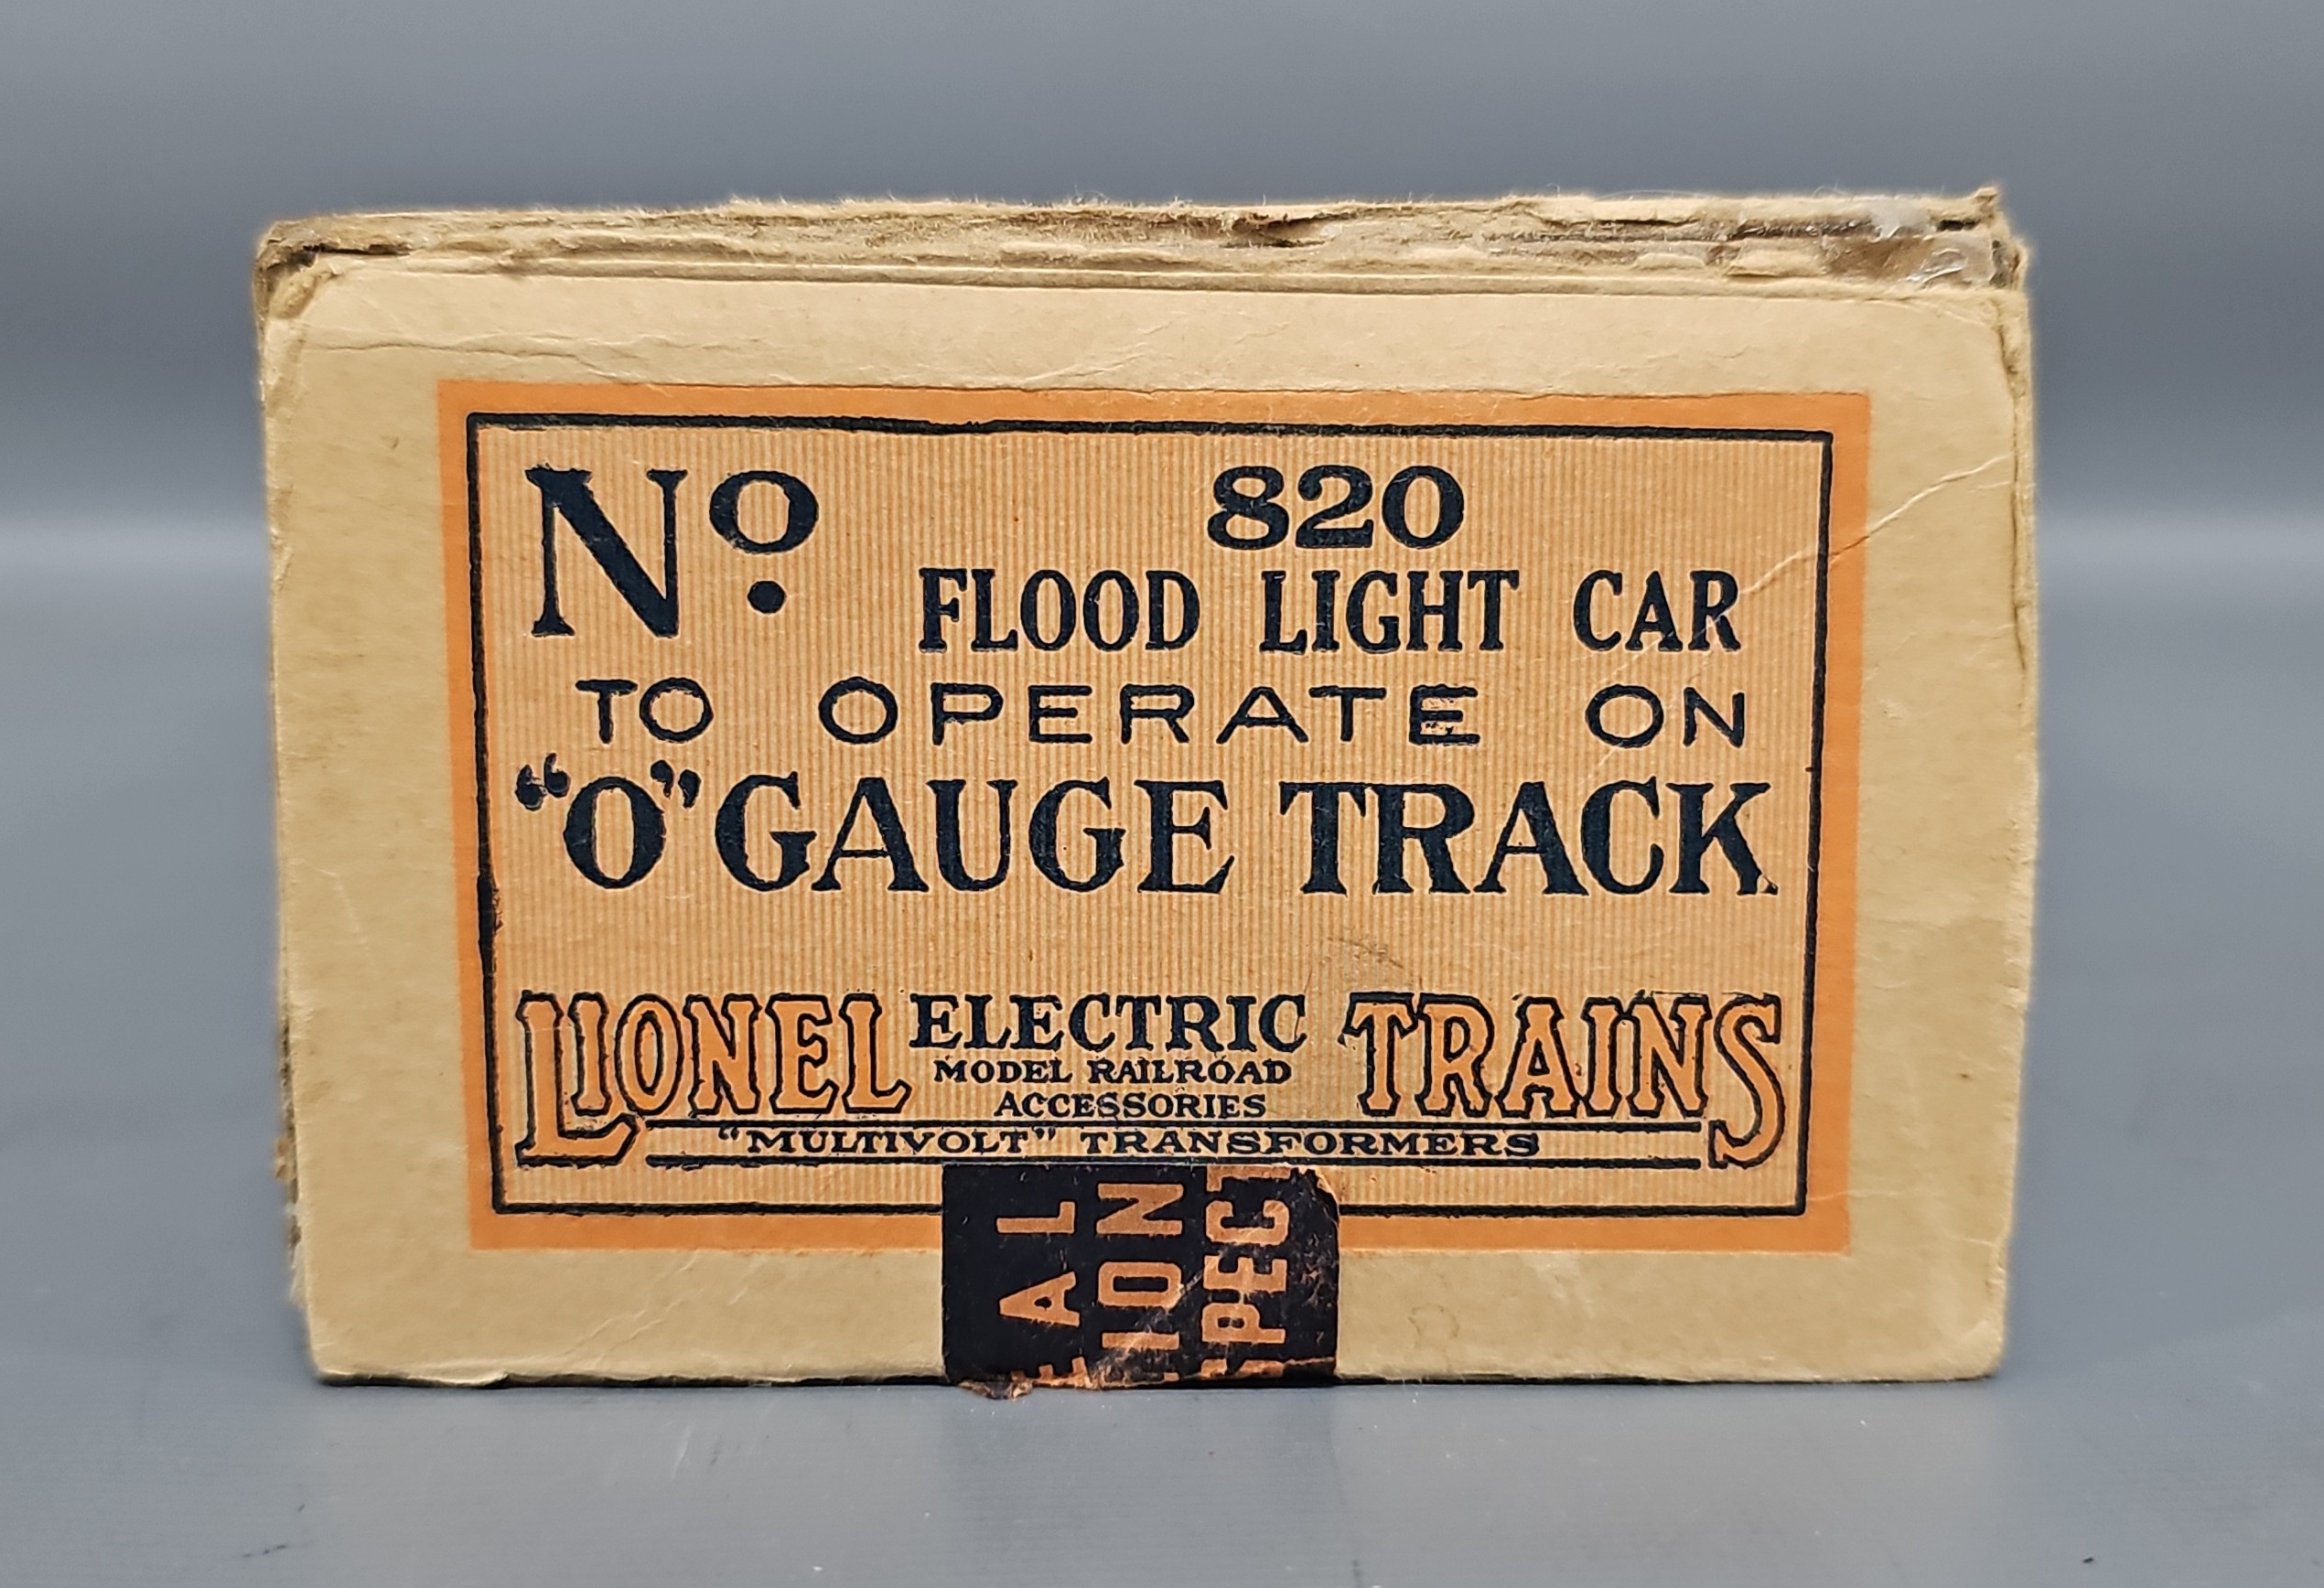 No. 820
FLOOD LIGHT CAR
TO OPERATE ON
“O” GAUGE TRACK
LIONEL ELECTRIC TRAINS
MODEL RAILROAD
ACCESSORIES
“MULTIVOLT” TRANSFORMERS